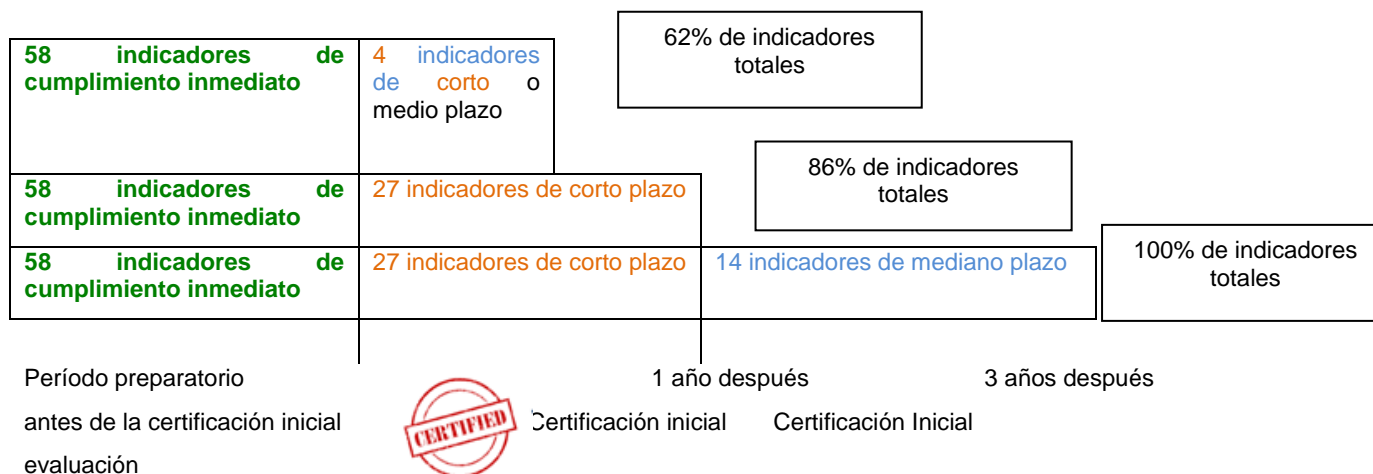 58 indicadores de
cumplimiento inmediato
4 indicadores
de corto o
medio plazo
62% de indicadores
totales
58 indicadores de
cumplimiento inmediato
27 indicadores de corto plazo
86% de indicadores
totales
58 indicadores de
cumplimiento inmediato
27 indicadores de corto plazo
14 indicadores de mediano plazo
100% de indicadores
totales
Período preparatorio
1 año después
3 años después
antes de la certificación inicial
CERTIFIED
Certificación inicial
Certificación Inicial
evaluación